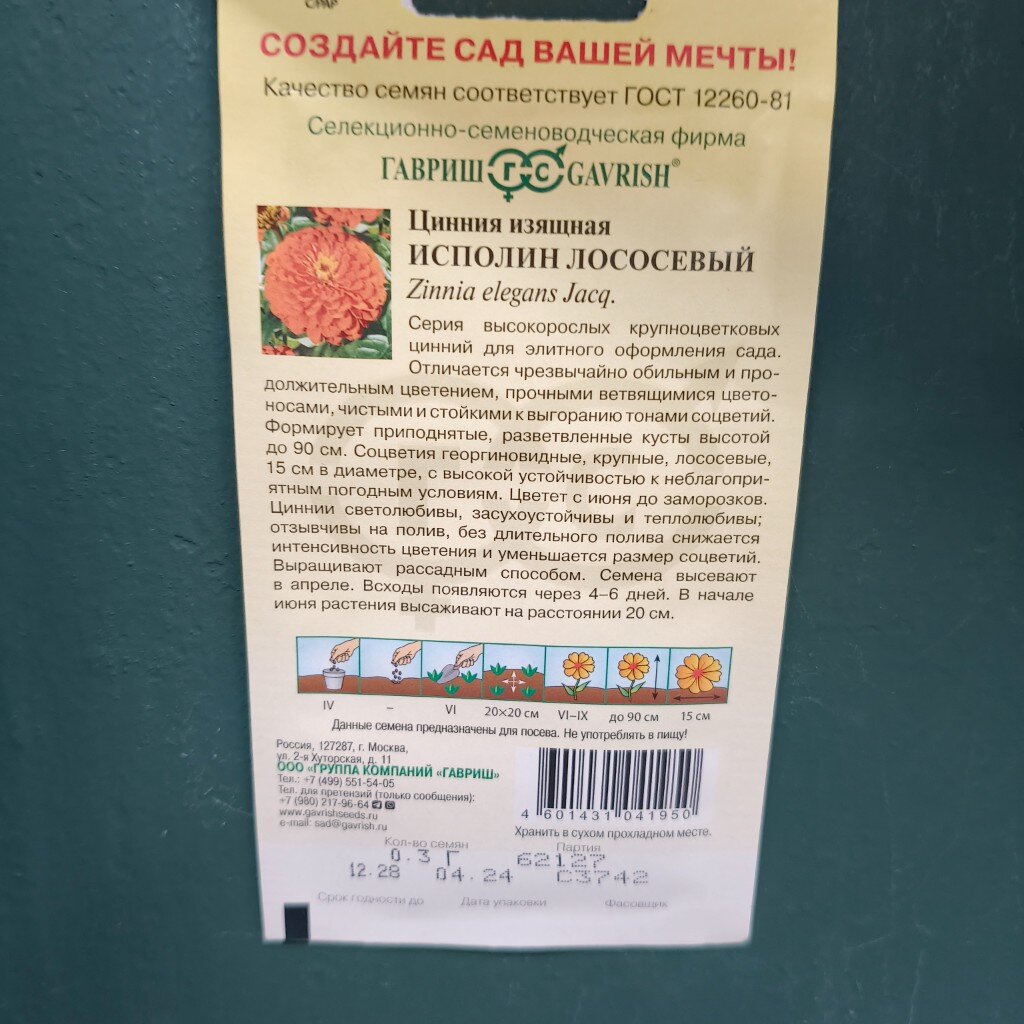 СОЗДАЙТЕ САД ВАШЕЙ МЕЧТЫ!
Качество семян соответствует ГОСТ 12260-81
Селекционно-семеноводческая фирма
ГАВРИШ ГС GAVRISH®
Цинния изящная
ИСПОЛИН ЛОСОСЕВЫЙ
Zinnia elegans Jacq.
Серия высокорослых крупноцветковых
цинний для элитного оформления сада.
Отличается чрезвычайно обильным и про-
должительным цветением, прочными ветвящимися цвето-
носами, чистыми и стойкими к выгоранию тонами соцветий.
Формирует приподнятые, разветвленные кусты высотой
до 90 см. Соцветия георгиновидные, крупные, лососевые,
15 см в диаметре, с высокой устойчивостью к неблагопри-
ятным погодным условиям. Цветет с июня до заморозков.
Циннии светолюбивы, засухоустойчивы и теплолюбивы;
отзывчивы на полив, без длительного полива снижается
интенсивность цветения и уменьшается размер соцветий.
Выращивают рассадным способом. Семена высевают
в апреле. Всходы появляются через 4–6 дней. В начале
июня растения высаживают на расстоянии 20 см.
IV – VI 20×20 см VI–IX до 90 см 15 см
Данные семена предназначены для посева. Не употреблять в пищу!
Россия, 127287, г. Москва,
ул. 2-я Хуторская, д. 11
ООО "ГРУППА КОМПАНИЙ "ГАВРИШ"
Тел.: +7 (499) 551-54-05
Тел. для претензий (только сообщения):
+7 (980) 217-96-64
www.gavrishseeds.ru
e-mail: sad@gavrish.ru
4 601431 041950
Хранить в сухом прохладном месте.
Кол-во семян Партия
0.3 Г 62127
12.28 04.24 С3742
Срок годности до Дата упаковки Фасовщик